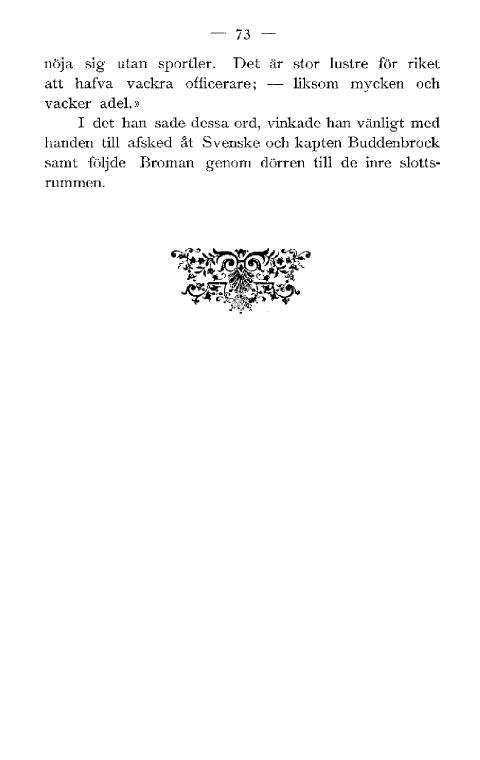 — 73 —
nöja sig utan sportler. Det är stor lustre för riket
att hafva vackra officerare; — liksom mycken och
vacker adel.»
I det han sade dessa ord, vinkade han vänligt med
handen till afsked åt Svenske och kapten Buddenbrock
samt följde Broman genom dörren till de inre slotts-
rummen.